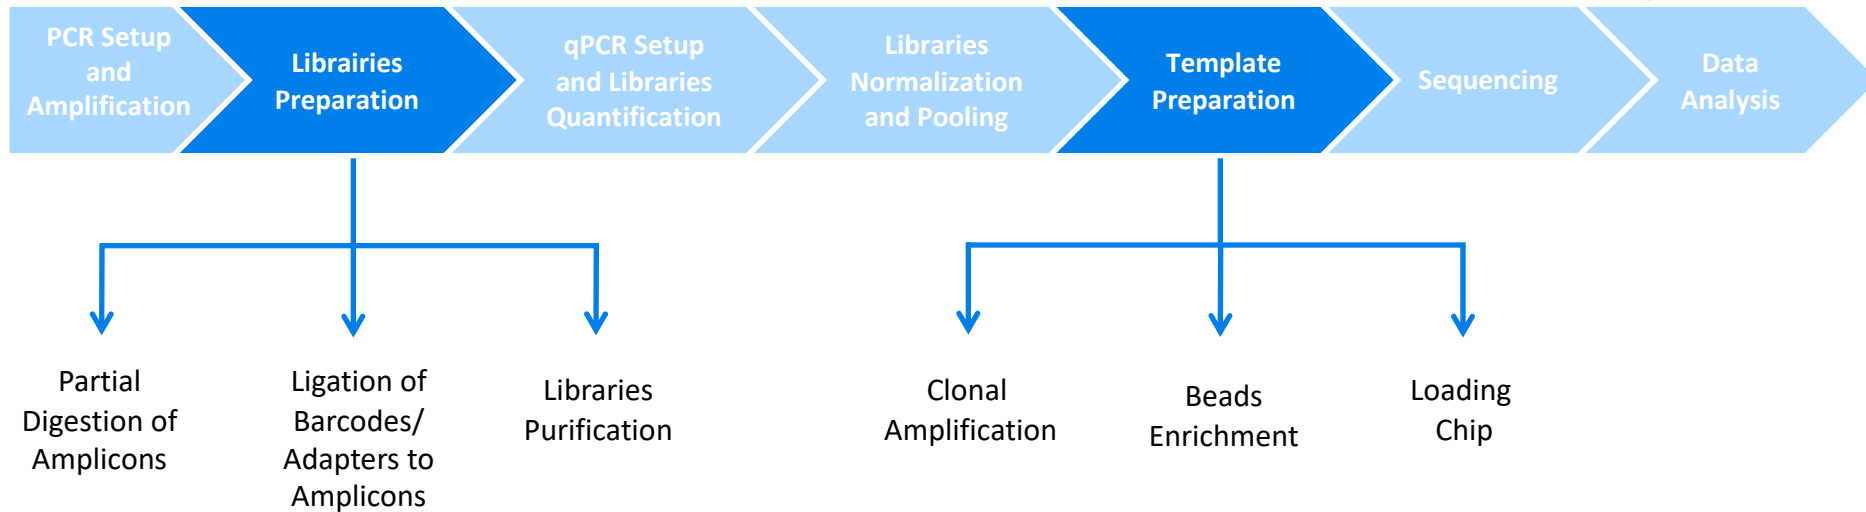 PCR Setup
and
Amplification
Librairies
Preparation
qPCR Setup
and Libraries
Quantification
Libraries
Normalization
and Pooling
Template
Preparation
Sequencing
Data
Analysis
Partial
Digestion of
Amplicons
Ligation of
Barcodes/
Adapters to
Amplicons
Libraries
Purification
Clonal
Amplification
Beads
Enrichment
Loading
Chip